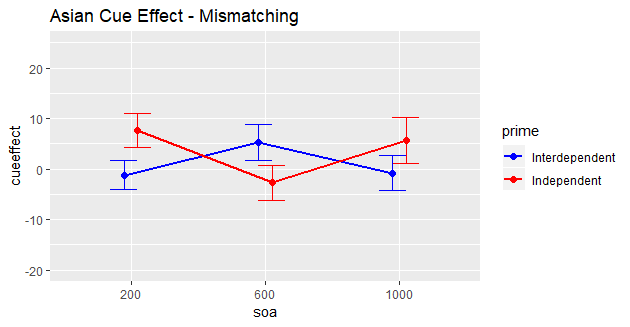 Asian Cue Effect - Mismatching
cueeffect
20
10
0
-10
-20
200 600 1000
soa
prime
Interdependent
Independent